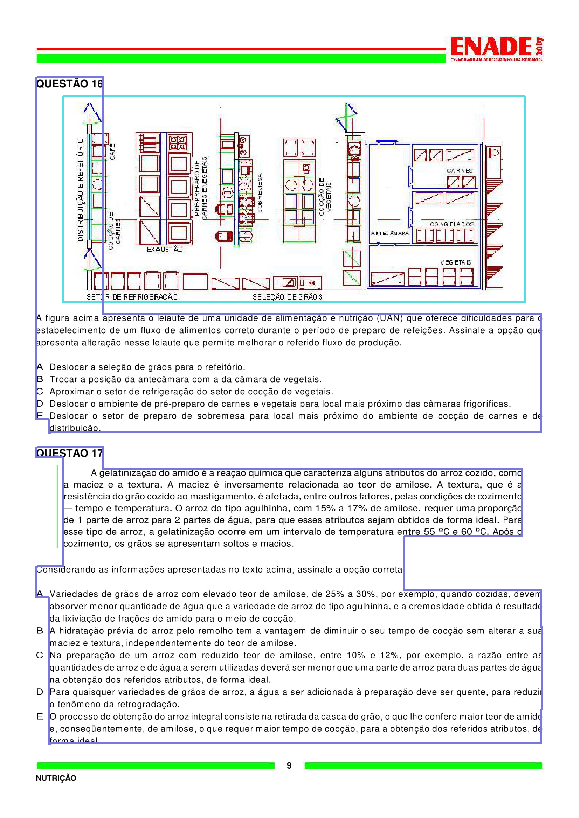 ENADE 2007
QUESTÃO 16
DISTRIBUIÇÃO E REFEITÓRIO
CAFÉ
COCÇÃO DE CARNES
EXAUSTÃO
PRÉ-PREPARO DE CARNES E VEGETAIS
SOBREMESA
COCÇÃO DE VEGETAIS
ANTECÂMARA
CARNES
CONGELADOS
VEGETAIS
SETOR DE REFRIGERAÇÃO
SELEÇÃO DE GRÃOS
A figura acima apresenta o leiaute de uma unidade de alimentação e nutrição (UAN) que oferece dificuldades para o
estabelecimento de um fluxo de alimentos correto durante o período de preparo de refeições. Assinale a opção que
apresenta alteração nesse leiaute que permite melhorar o referido fluxo de produção.
A Deslocar a seleção de grãos para o refeitório.
B Trocar a posição da antecâmara com a da câmara de vegetais.
C Aproximar o setor de refrigeração do setor de cocção de vegetais.
D Deslocar o ambiente de pré-preparo de carnes e vegetais para local mais próximo das câmaras frigoríficas.
E Deslocar o setor de preparo de sobremesa para local mais próximo do ambiente de cocção de carnes e de
distribuição.
QUESTÃO 17
A gelatinização do amido é a reação química que caracteriza alguns atributos do arroz cozido, como
a maciez e a textura. A maciez é inversamente relacionada ao teor de amilose. A textura, que é a
resistência do grão cozido ao mastigamento, é afetada, entre outros fatores, pelas condições de cozimento
— tempo e temperatura. O arroz do tipo agulhinha, com 15% a 17% de amilose, requer uma proporção
de 1 parte de arroz para 2 partes de água, para que esses atributos sejam obtidos de forma ideal. Para
esse tipo de arroz, a gelatinização ocorre em um intervalo de temperatura entre 55 ºC e 60 ºC. Após o
cozimento, os grãos se apresentam soltos e macios.
Considerando as informações apresentadas no texto acima, assinale a opção correta.
A Variedades de grãos de arroz com elevado teor de amilose, de 25% a 30%, por exemplo, quando cozidas, devem
absorver menor quantidade de água que a variedade de arroz do tipo agulhinha, e a cremosidade obtida é resultado
da lixiviação de frações de amido para o meio de cocção.
B A hidratação prévia do arroz pelo remolho tem a vantagem de diminuir o seu tempo de cocção sem alterar a sua
maciez e textura, independentemente do teor de amilose.
C Na preparação de um arroz com reduzido teor de amilose, entre 10% e 12%, por exemplo, a razão entre as
quantidades de arroz e de água a serem utilizadas deverá ser menor que uma parte de arroz para duas partes de água
na obtenção dos referidos atributos, de forma ideal.
D Para quaisquer variedades de grãos de arroz, a água a ser adicionada à preparação deve ser quente, para reduzir
o fenômeno da retrogradação.
E O processo de obtenção do arroz integral consiste na retirada da casca do grão, o que lhe confere maior teor de amido
e, conseqüentemente, de amilose, o que requer maior tempo de cocção, para a obtenção dos referidos atributos, de
forma ideal.
9
NUTRIÇÃO